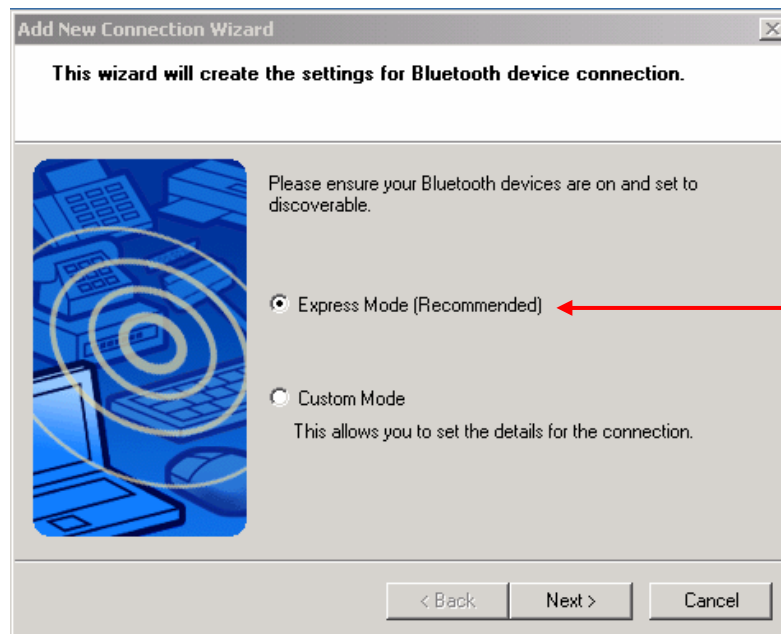 Add New Connection Wizard
This wizard will create the settings for Bluetooth device connection.
Please ensure your Bluetooth devices are on and set to
discoverable.
Express Mode (Recommended)
Custom Mode
This allows you to set the details for the connection.
< Back
Next >
Cancel